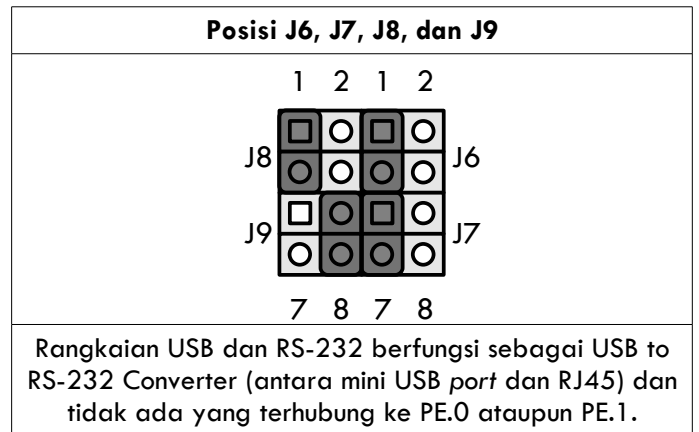 Posisi J6, J7, J8, dan J9
1 2 1 2
J8 J6
J9 J7
7 8 7 8
Rangkaian USB dan RS-232 berfungsi sebagai USB to
RS-232 Converter (antara mini USB port dan RJ45) dan
tidak ada yang terhubung ke PE.0 ataupun PE.1.